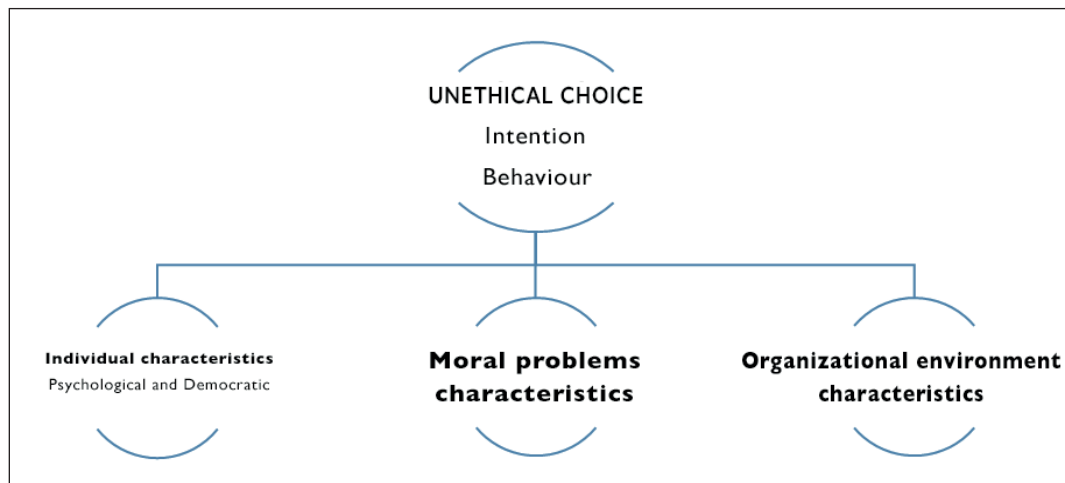 UNETHICAL CHOICE
Intention
Behaviour
Individual characteristics
Psychological and Democratic
Moral problems
characteristics
Organizational environment
characteristics